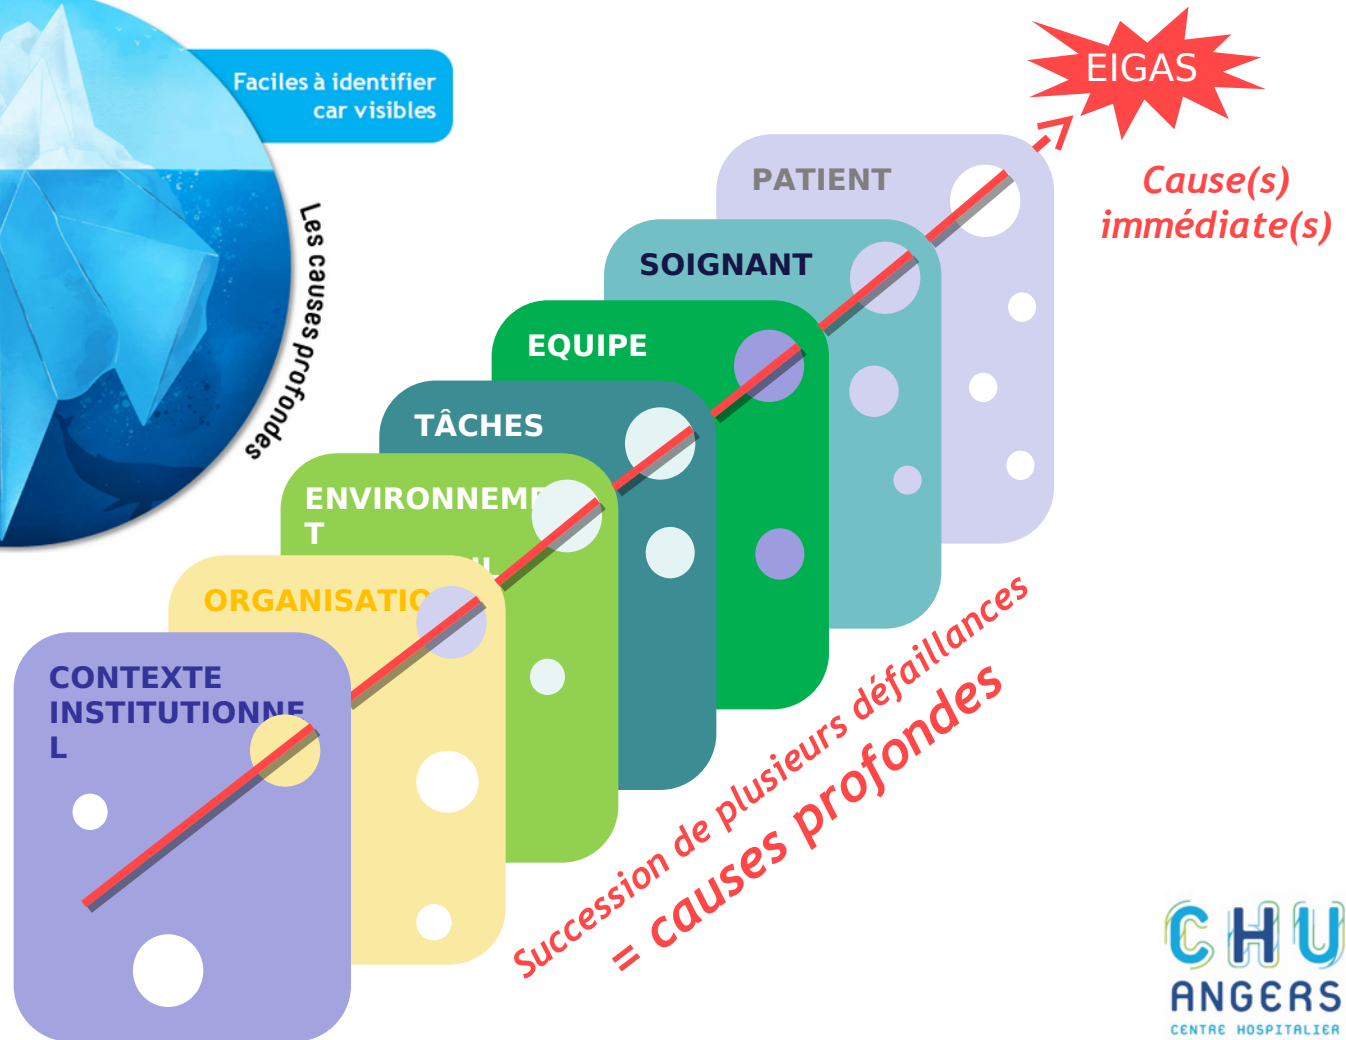 Faciles à identifier
car visibles
Les causes profondes
EIGAS
Cause(s)
immédiate(s)
PATIENT
SOIGNANT
EQUIPE
TÂCHES
ENVIRONNEME
T
IL
ORGANISATIO
CONTEXTE
INSTITUTIONNE
L
Succession de plusieurs défaillances
= causes profondes
CHU
ANGERS
CENTRE HOSPITALIER